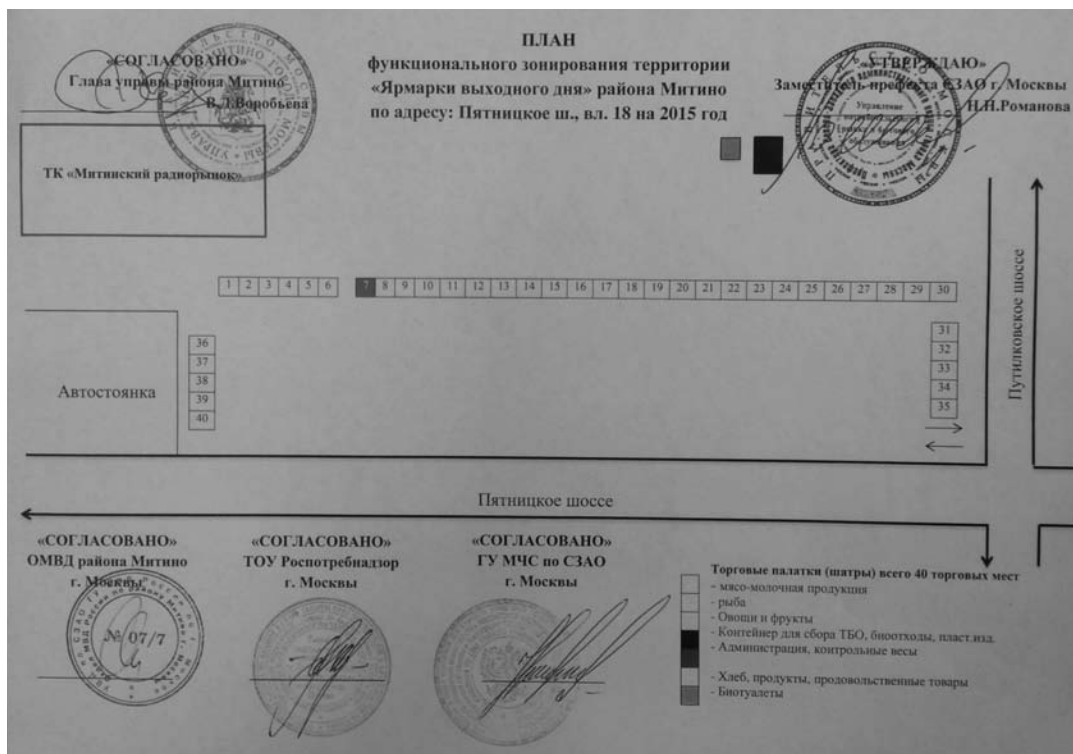 ПЛАН
функционального зонирования территории
«Ярмарки выходного дня» района Митино
по адресу: Пятницкое ш., вл. 18 на 2015 год
«СОГЛАСОВАНО»
Глава управы района Митино
В.Д.Воробьева
«УТВЕРЖДАЮ»
Заместитель префекта СЗАО г. Москвы
Н.Н.Романова
ТК «Митинский радиорынок»
1 2 3 4 5 6 7 8 9 10 11 12 13 14 15 16 17 18 19 20 21 22 23 24 25 26 27 28 29 30
31
32
33
34
35
36
37
38
39
40
Автостоянка
Путилковское шоссе
Пятницкое шоссе
«СОГЛАСОВАНО»
ОМВД района Митино
г. Москвы
№ 07/7
«СОГЛАСОВАНО»
ТОУ Роспотребнадзор
г. Москвы
«СОГЛАСОВАНО»
ГУ МЧС по СЗАО
г. Москвы
Торговые палатки (шатры) всего 40 торговых мест
- мясо-молочная продукция
- рыба
- Овощи и фрукты
- Контейнер для сбора ТБО, биоотходы, пласт.изд.
- Администрация, контрольные весы
- Хлеб, продукты, продовольственные товары
- Биотуалеты